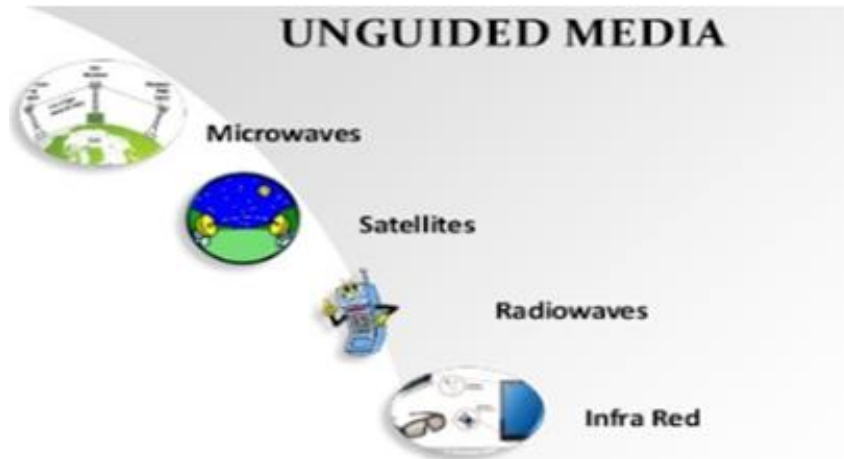 UNGUIDED MEDIA
Microwaves
Satellites
Radiowaves
Infra Red